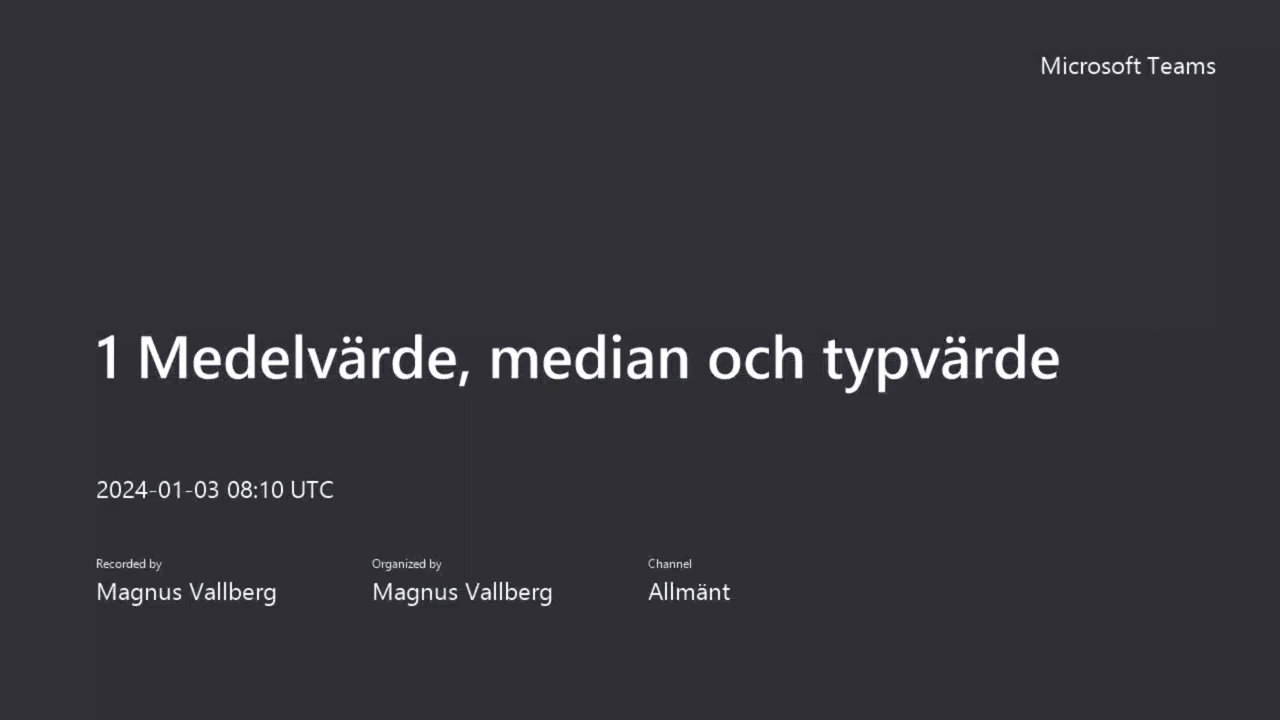 Microsoft Teams
1 Medelvärde, median och typvärde
2024-01-03 08:10 UTC
Recorded by
Magnus Vallberg
Organized by
Magnus Vallberg
Channel
Allmänt